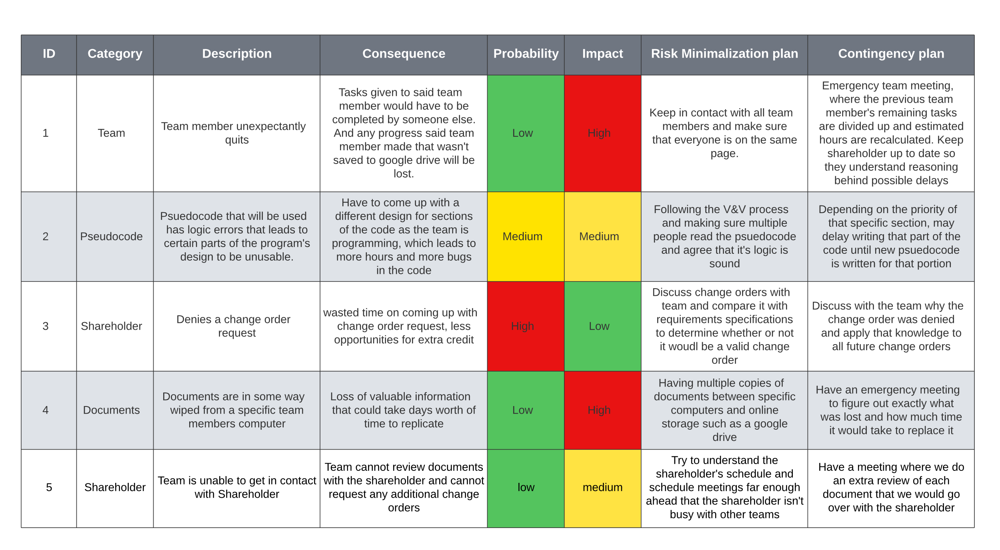 ID
Category
Description
Consequence
Probability
Impact
Risk Minimalization plan
Contingency plan
1
Team
Team member unexpectantly
quits
Tasks given to said team
member would have to be
completed by someone else.
And any progress said team
member made that wasn't
saved to google drive will be
lost.
Low
High
Keep in contact with all team
members and make sure
that everyone is on the same
page.
Emergency team meeting,
where the previous team
member's remaining tasks
are divided up and estimated
hours are recalculated. Keep
shareholder up to date so
they understand reasoning
behind possible delays
2
Pseudocode
Psuedocode that will be used
has logic errors that leads to
certain parts of the program's
design to be unusable.
Have to come up with a
different design for sections
of the code as the team is
programming, which leads to
more hours and more bugs
in the code
Medium
Medium
Following the V&V process
and making sure multiple
people read the psuedocode
and agree that it's logic is
sound
Depending on the priority of
that specific section, may
delay writing that part of the
code until new psuedocode
is written for that portion
3
Shareholder
Denies a change order
request
wasted time on coming up with
change order request, less
opportunities for extra credit
High
Low
Discuss change orders with
team and compare it with
requirements specifications
to determine whether or not
it woudl be a valid change
order
Discuss with the team why the
change order was denied
and apply that knowledge to
all future change orders
4
Documents
Documents are in some way
wiped from a specific team
members computer
Loss of valuable information
that could take days worth of
time to replicate
Low
High
Having multiple copies of
documents between specific
computers and online
storage such as a google
drive
Have an emergency meeting
to figure out exactly what
was lost and how much time
it would take to replace it
5
Shareholder
Team is unable to get in contact
with Shareholder
Team cannot review documents
with the shareholder and cannot
request any additional change
orders
low
medium
Try to understand the
shareholder's schedule and
schedule meetings far enough
ahead that the shareholder isn't
busy with other teams
Have a meeting where we do
an extra review of each
document that we would go
over with the shareholder